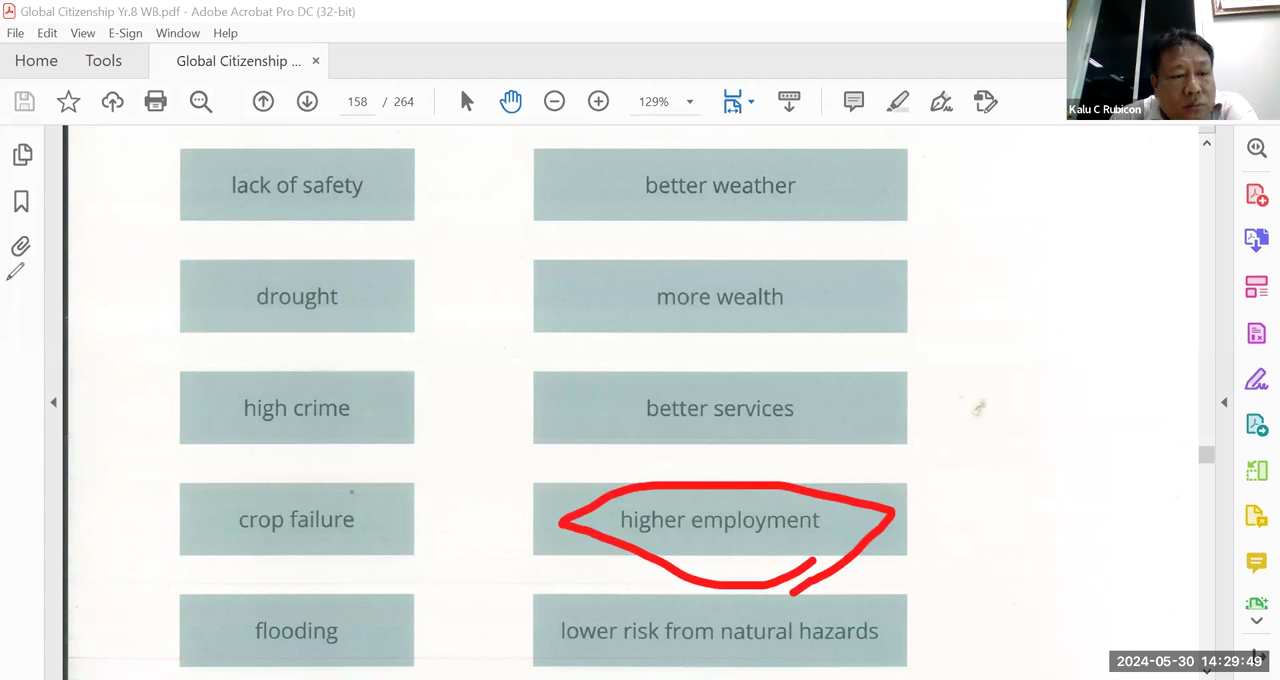 Global Citizenship Yr.8 WB.pdf - Adobe Acrobat Pro DC (32-bit)
File Edit View E-Sign Window Help
Home Tools Global Citizenship ... ×
158 / 264 129%
Kalu C Rubicon
lack of safety better weather
drought more wealth
high crime better services
crop failure higher employment
flooding lower risk from natural hazards
2024-05-30 14:29:49